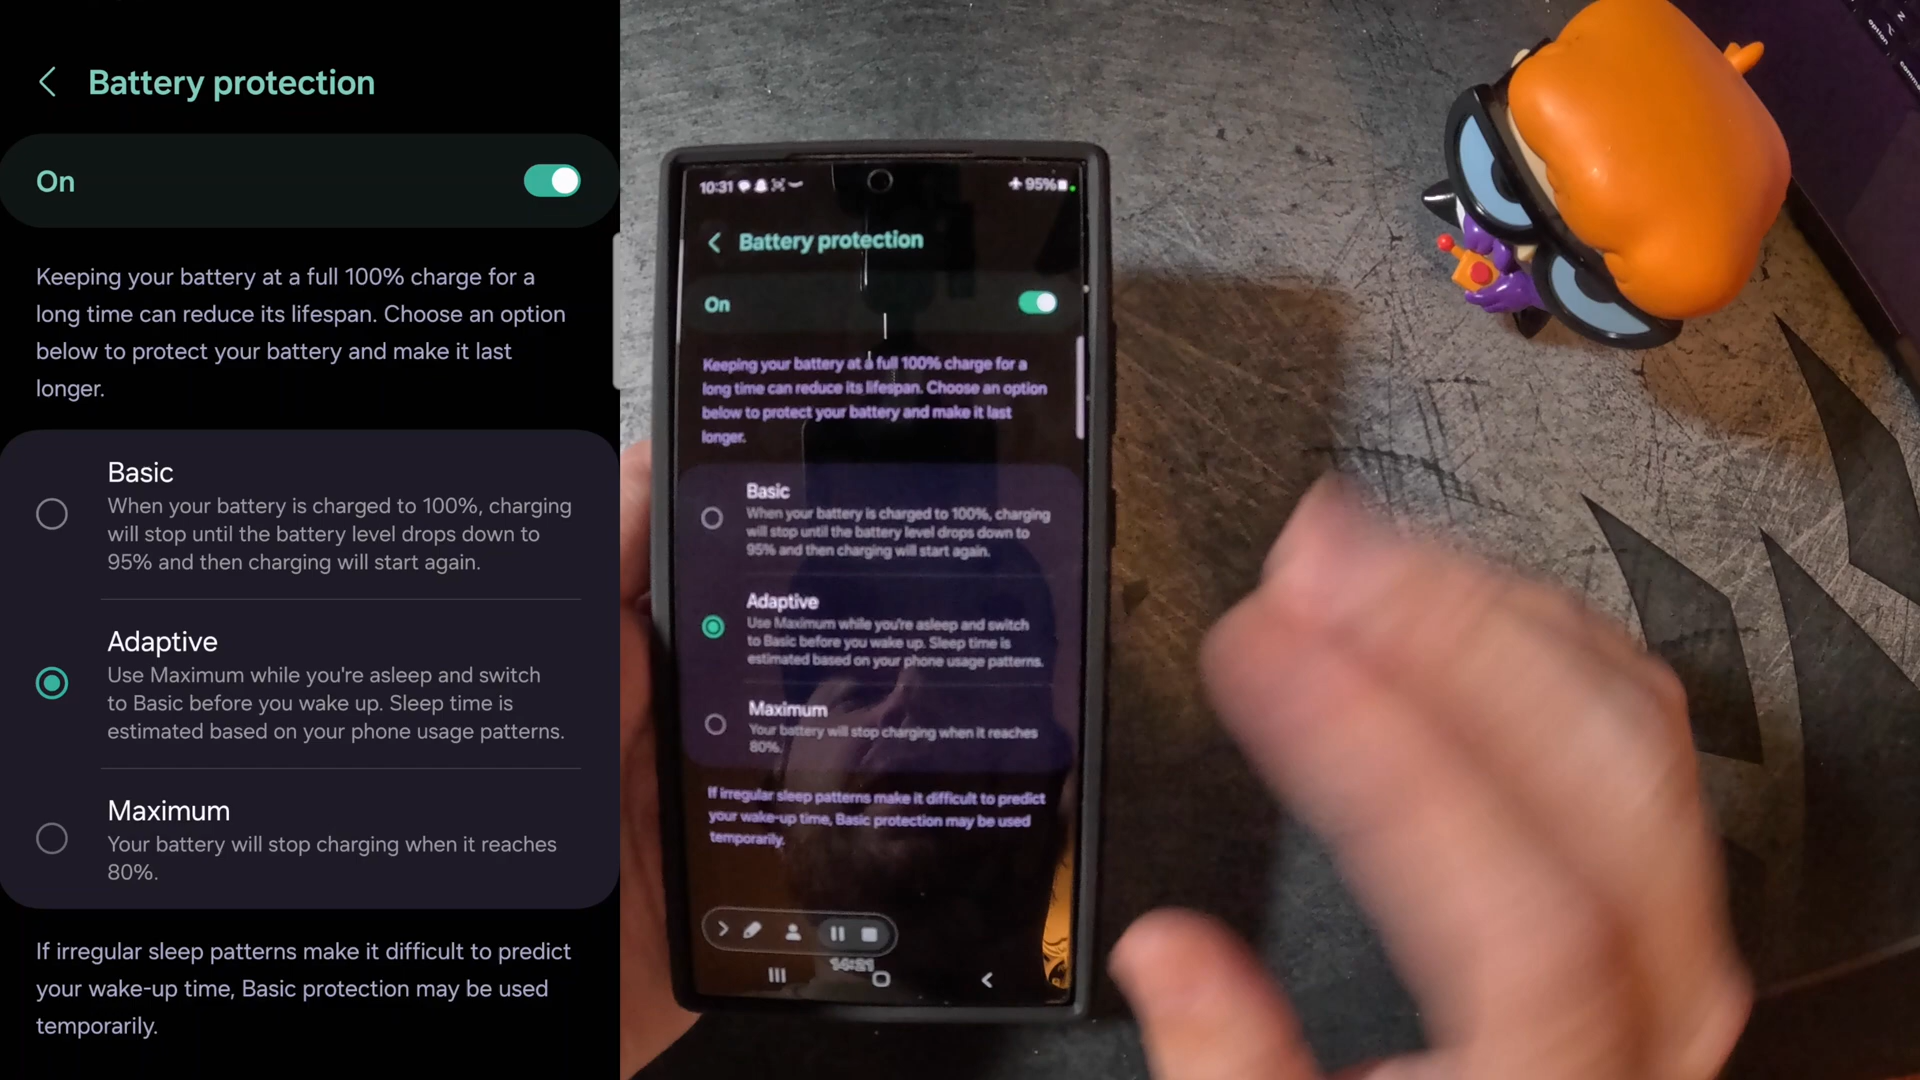 Battery protection
On
Keeping your battery at a full 100% charge for a
long time can reduce its lifespan. Choose an option
below to protect your battery and make it last
longer.
Basic
When your battery is charged to 100%, charging
will stop until the battery level drops down to
95% and then charging will start again.
Adaptive
Use Maximum while you're asleep and switch
to Basic before you wake up. Sleep time is
estimated based on your phone usage patterns.
Maximum
Your battery will stop charging when it reaches
80%.
If irregular sleep patterns make it difficult to predict
your wake-up time, Basic protection may be used
temporarily.
10:31
95%
Battery protection
On
Keeping your battery at a full 100% charge for a
long time can reduce its lifespan. Choose an option
below to protect your battery and make it last
longer.
Basic
When your battery is charged to 100%, charging
will stop until the battery level drops down to
95% and then charging will start again.
Adaptive
Use Maximum while you're asleep and switch
to Basic before you wake up. Sleep time is
estimated based on your phone usage patterns.
Maximum
Your battery will stop charging when it reaches
80%.
If irregular sleep patterns make it difficult to predict
your wake-up time, Basic protection may be used
temporarily.
option